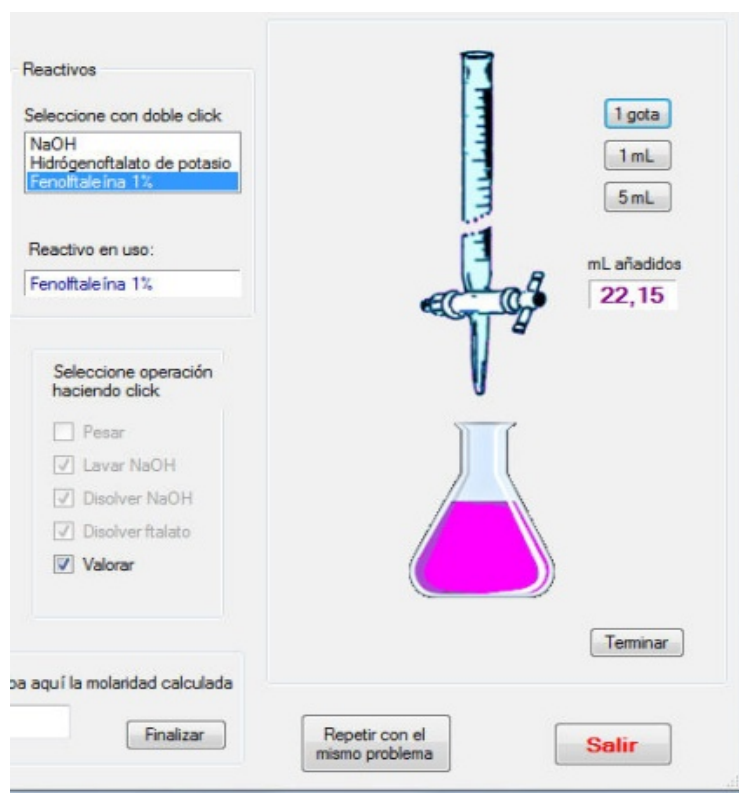 Reactivos
Seleccione con doble click
NaOH
Hidrógenoftalato de potasio
Fenolftaleína 1%
Reactivo en uso:
Fenolftaleína 1%
Seleccione operación
haciendo click
Pesar
Lavar NaOH
Disolver NaOH
Disolver ftalato
Valorar
aquí la molaridad calculada
Finalizar
1 gota
1 mL
5 mL
mL añadidos
22,15
Terminar
Repetir con el
mismo problema
Salir